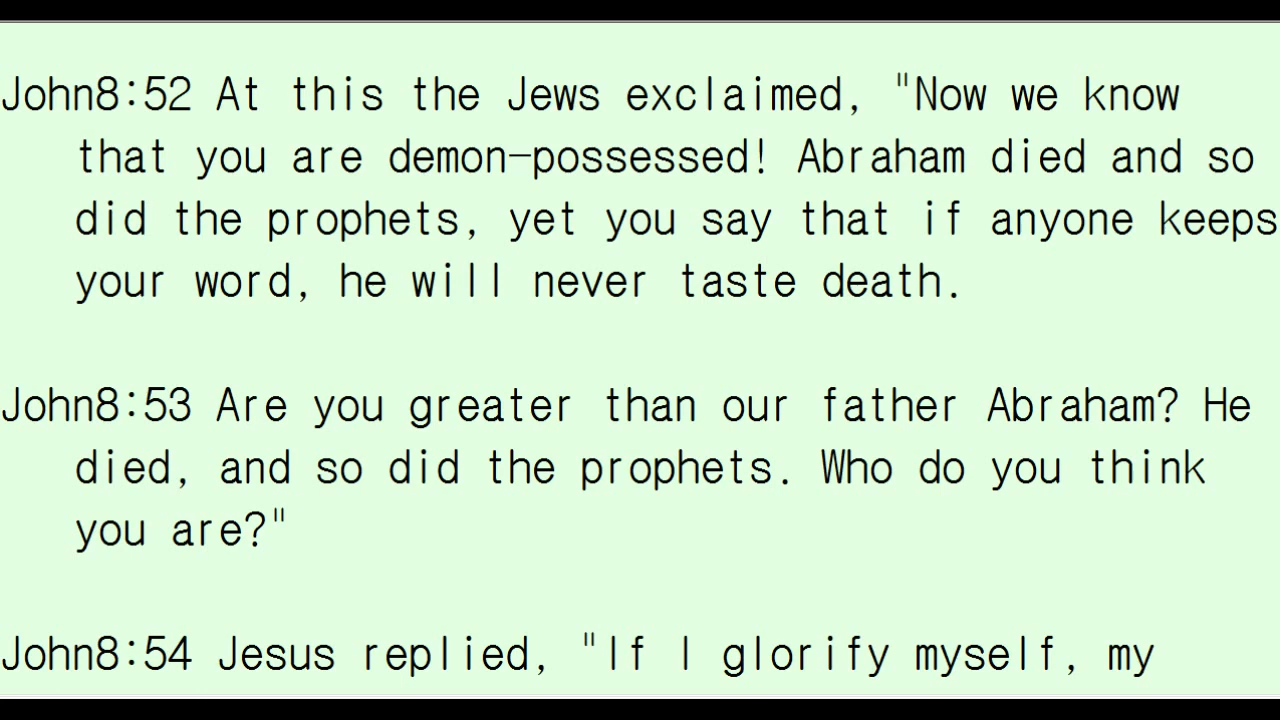 John8:52 At this the Jews exclaimed, "Now we know
that you are demon-possessed! Abraham died and so
did the prophets, yet you say that if anyone keeps
your word, he will never taste death.
John8:53 Are you greater than our father Abraham? He
died, and so did the prophets. Who do you think
you are?"
John8:54 Jesus replied, "If I glorify myself, my